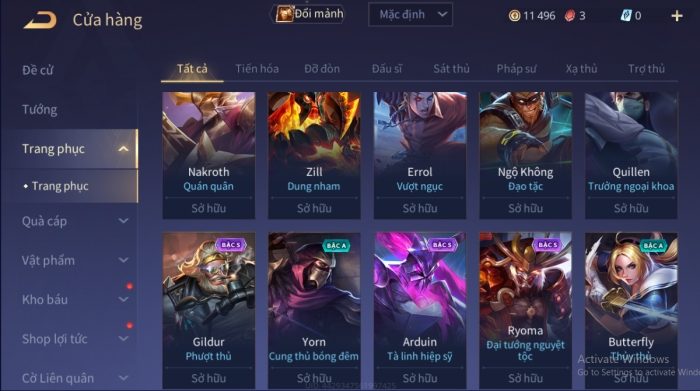 Cửa hàng
Đổi mảnh
Mặc định
11 496
3
0
Đề cử
Tướng
Trang phục
Trang phục
Quà cáp
Vật phẩm
Kho báu
Shop lợi tức
Cờ Liên quân
Tất cả
Tiến hóa
Đỡ đòn
Đấu sĩ
Sát thủ
Pháp sư
Xạ thủ
Trợ thủ
Nakroth
Quán quân
Sở hữu
Zill
Dung nham
Sở hữu
Errol
Vượt ngục
Sở hữu
Ngộ Không
Đạo tặc
Sở hữu
Quillen
Trưởng ngoại khoa
Sở hữu
BẬC S
Gildur
Phượt thủ
Sở hữu
BẬC A
Yorn
Cung thủ bóng đêm
Sở hữu
BẬC S
Arduin
Tà linh hiệp sỹ
Sở hữu
BẬC S
Ryoma
Đại tướng nguyệt
tộc
Sở hữu
BẬC A
Butterfly
Thủy thủ
Sở hữu
Activate Windows
Go to Settings to activate Wind